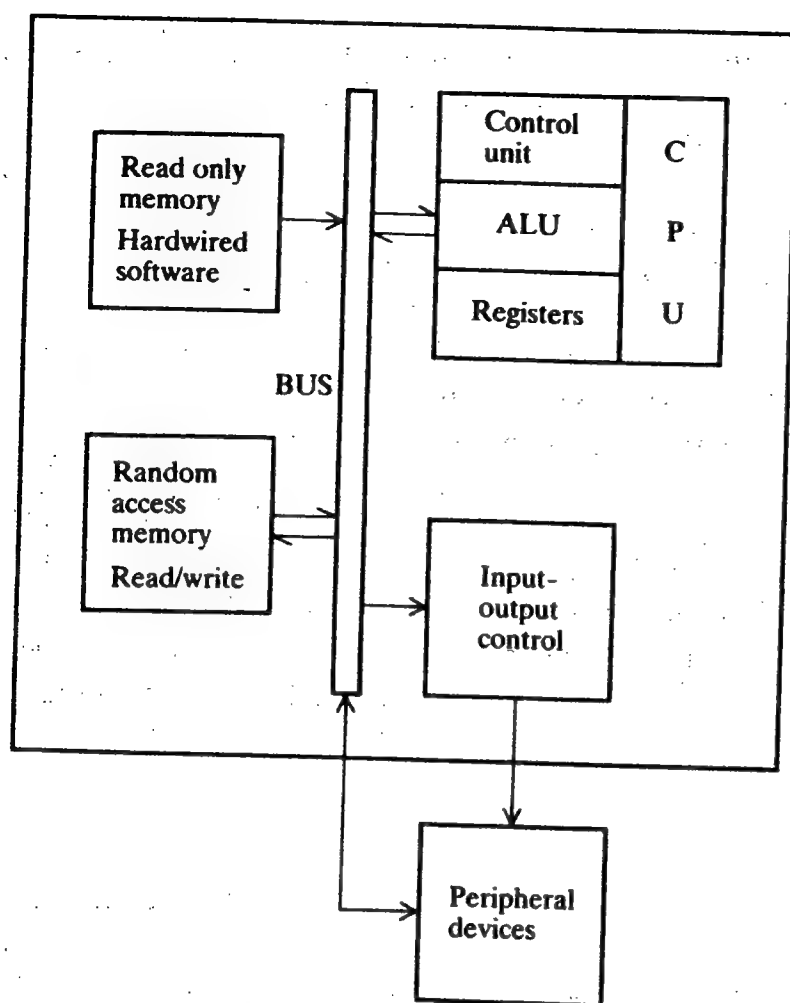 Read only
memory
Hardwired
software
Control
unit
ALU
Registers
C
P
U
BUS
Random
access
memory
Read/write
Input-
output
control
Peripheral
devices